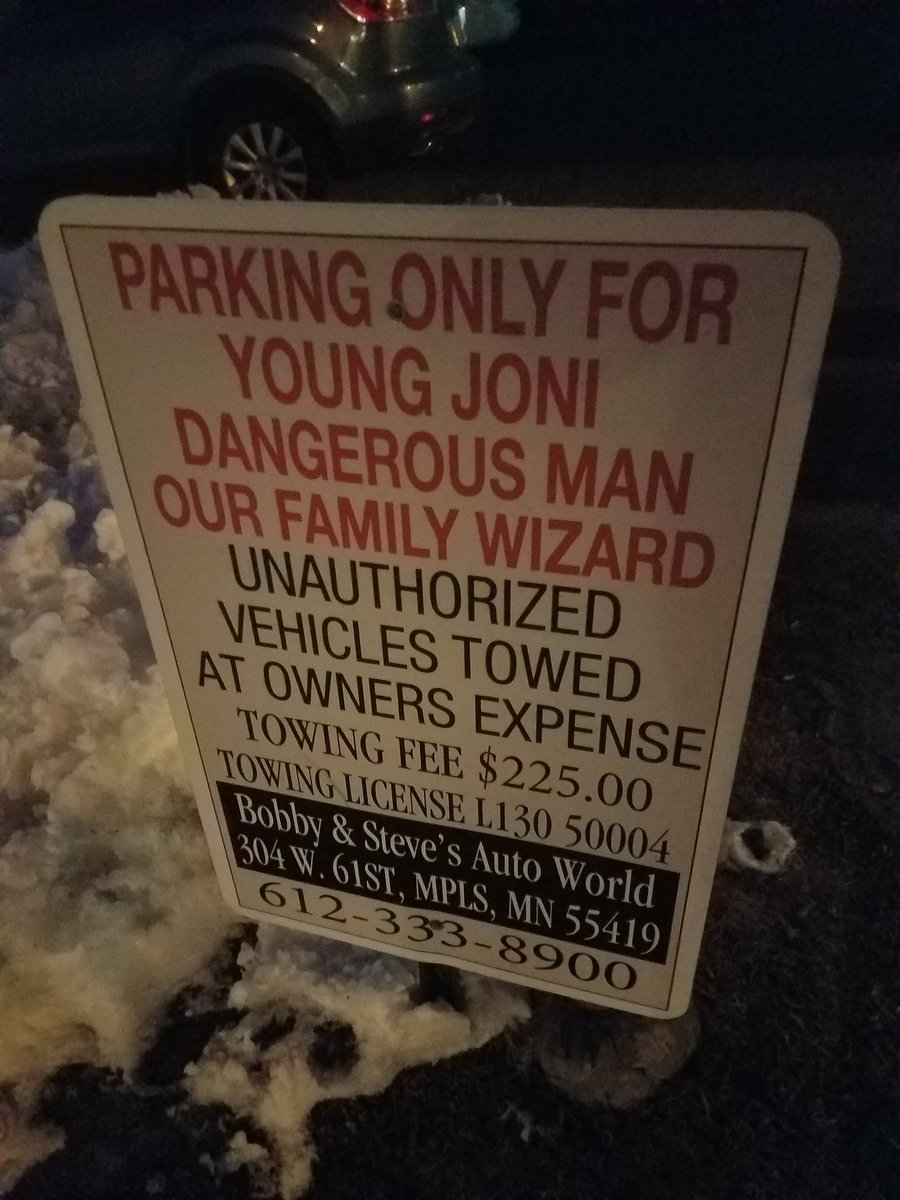 PARKING ONLY FOR
YOUNG JONI
DANGEROUS MAN
OUR FAMILY WIZARD
UNAUTHORIZED
VEHICLES TOWED
AT OWNERS EXPENSE
TOWING FEE $225.00
TOWING LICENSE L130 50004
Bobby & Steve's Auto World
304 W. 61ST, MPLS, MN 55419
612-333-8900